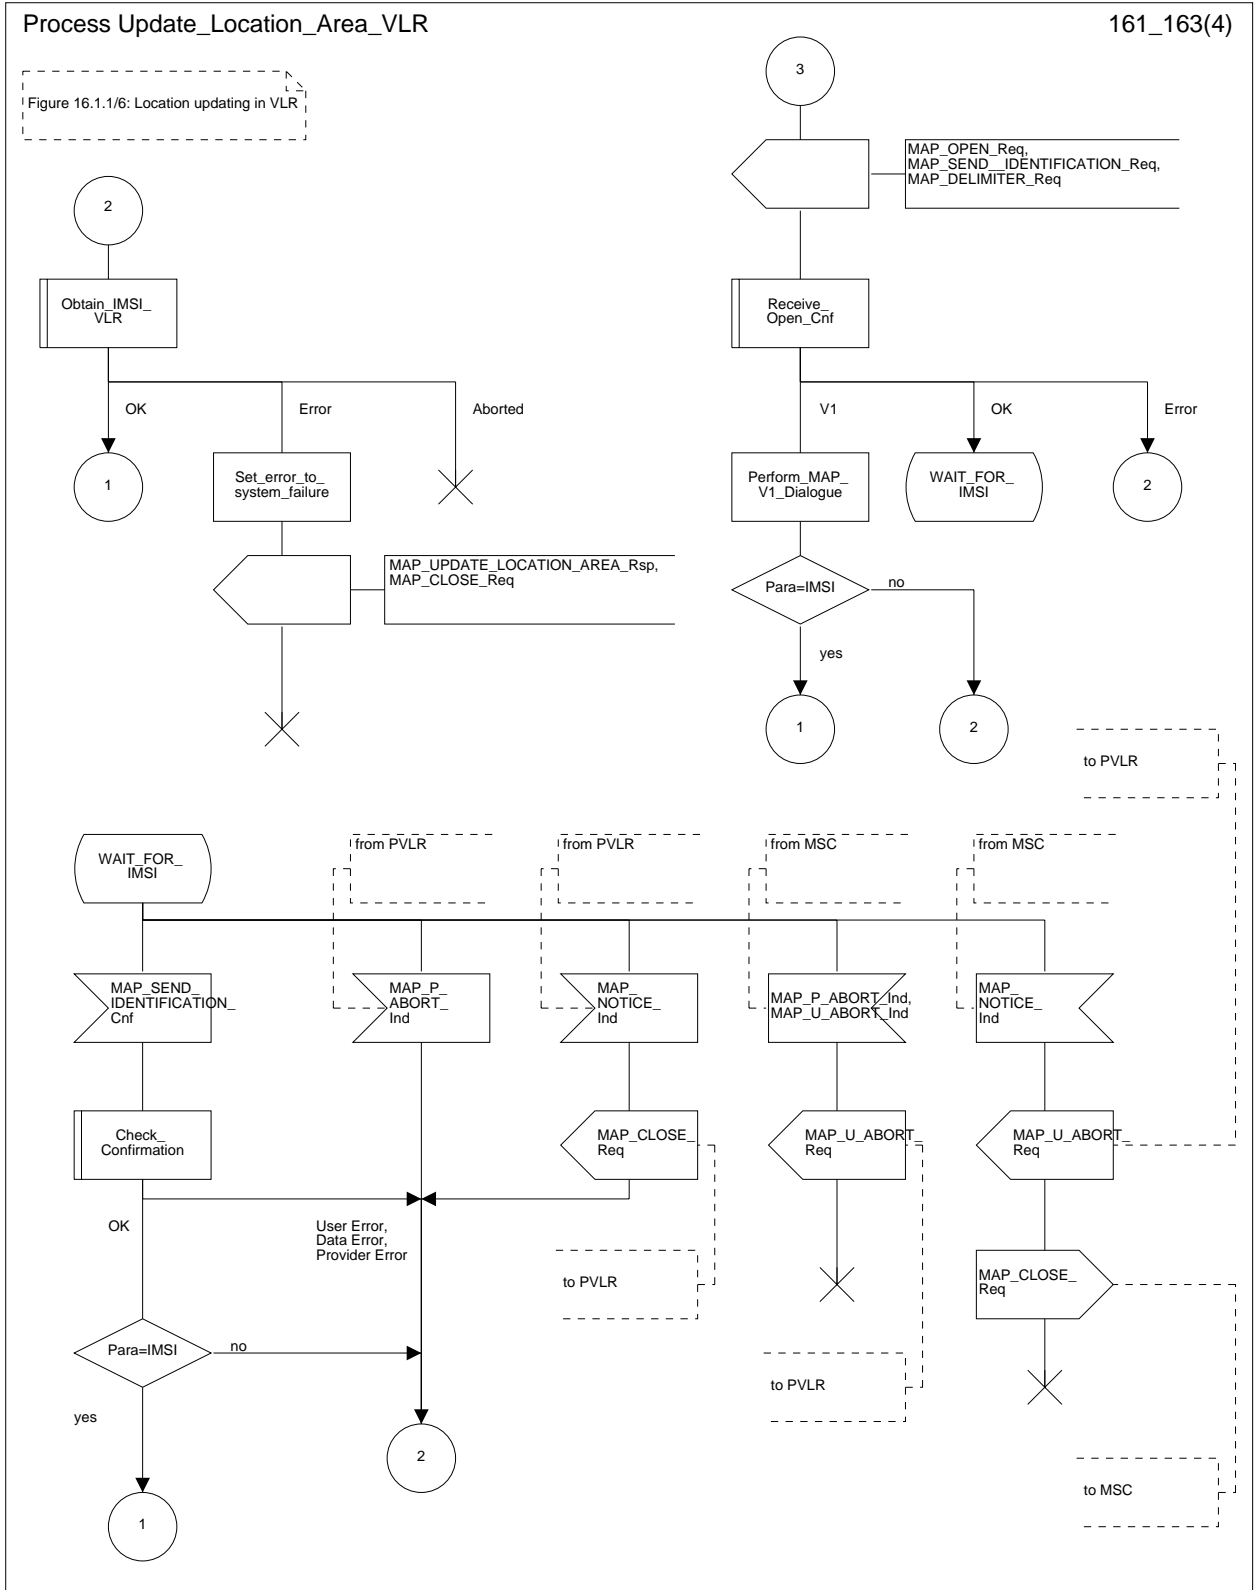 Process Update_Location_Area_VLR
161_163(4)
Figure 16.1.1/6: Location updating in VLR
2
Obtain_IMSI_
VLR
OK
Error
Aborted
1
Set_error_to_
system_failure
MAP_UPDATE_LOCATION_AREA_Rsp,
MAP_CLOSE_Req
3
MAP_OPEN_Req,
MAP_SEND__IDENTIFICATION_Req,
MAP_DELIMITER_Req
Receive_
Open_Cnf
V1
OK
Error
Perform_MAP_
V1_Dialogue
WAIT_FOR_
IMSI
2
Para=IMSI
no
yes
1
2
to PVLR
WAIT_FOR_
IMSI
from PVLR
from PVLR
from MSC
from MSC
MAP_SEND_
IDENTIFICATION_
Cnf
MAP_P_
ABORT_
Ind
MAP_
NOTICE_
Ind
MAP_P_ABORT_Ind,
MAP_U_ABORT_Ind
MAP_
NOTICE_
Ind
Check_
Confirmation
MAP_CLOSE_
Req
MAP_U_ABORT_
Req
MAP_U_ABORT_
Req
OK
User Error,
Data Error,
Provider Error
to PVLR
MAP_CLOSE_
Req
Para=IMSI
no
to PVLR
yes
2
to MSC
1